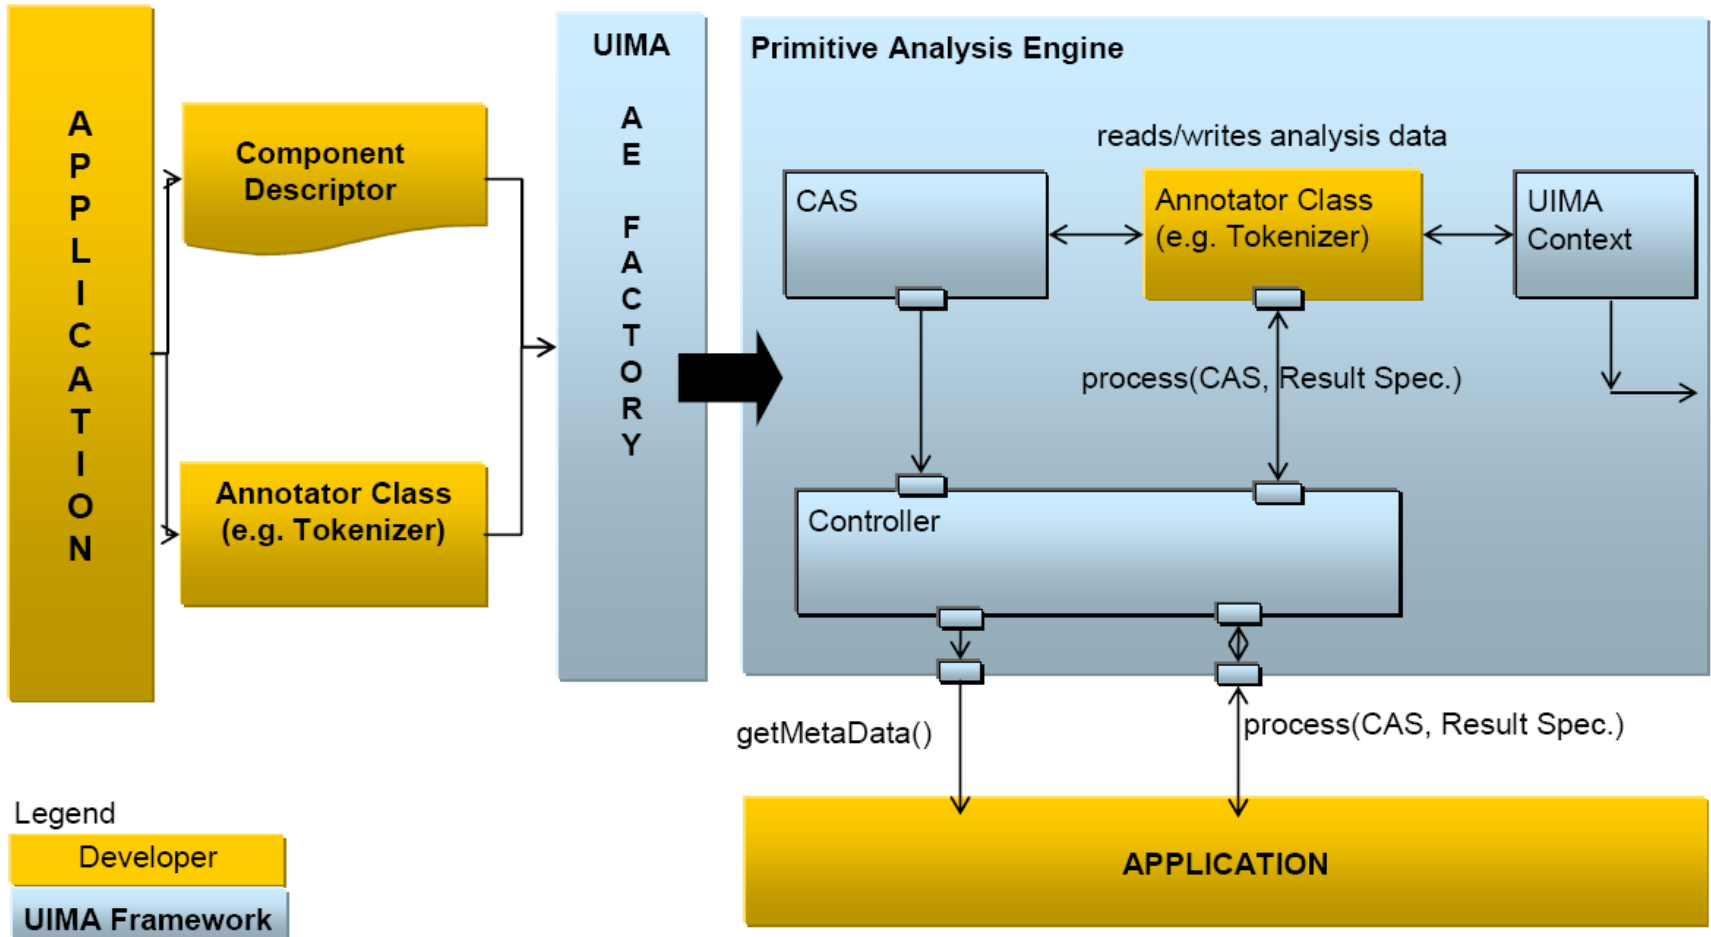 APPLICATION
Component
Descriptor
Annotator Class
(e.g. Tokenizer)
UIMA
AE
FACTORY
Primitive Analysis Engine
reads/writes analysis data
CAS
Annotator Class
(e.g. Tokenizer)
UIMA
Context
process(CAS, Result Spec.)
Controller
getMetaData()
process(CAS, Result Spec.)
APPLICATION
Legend
Developer
UIMA Framework